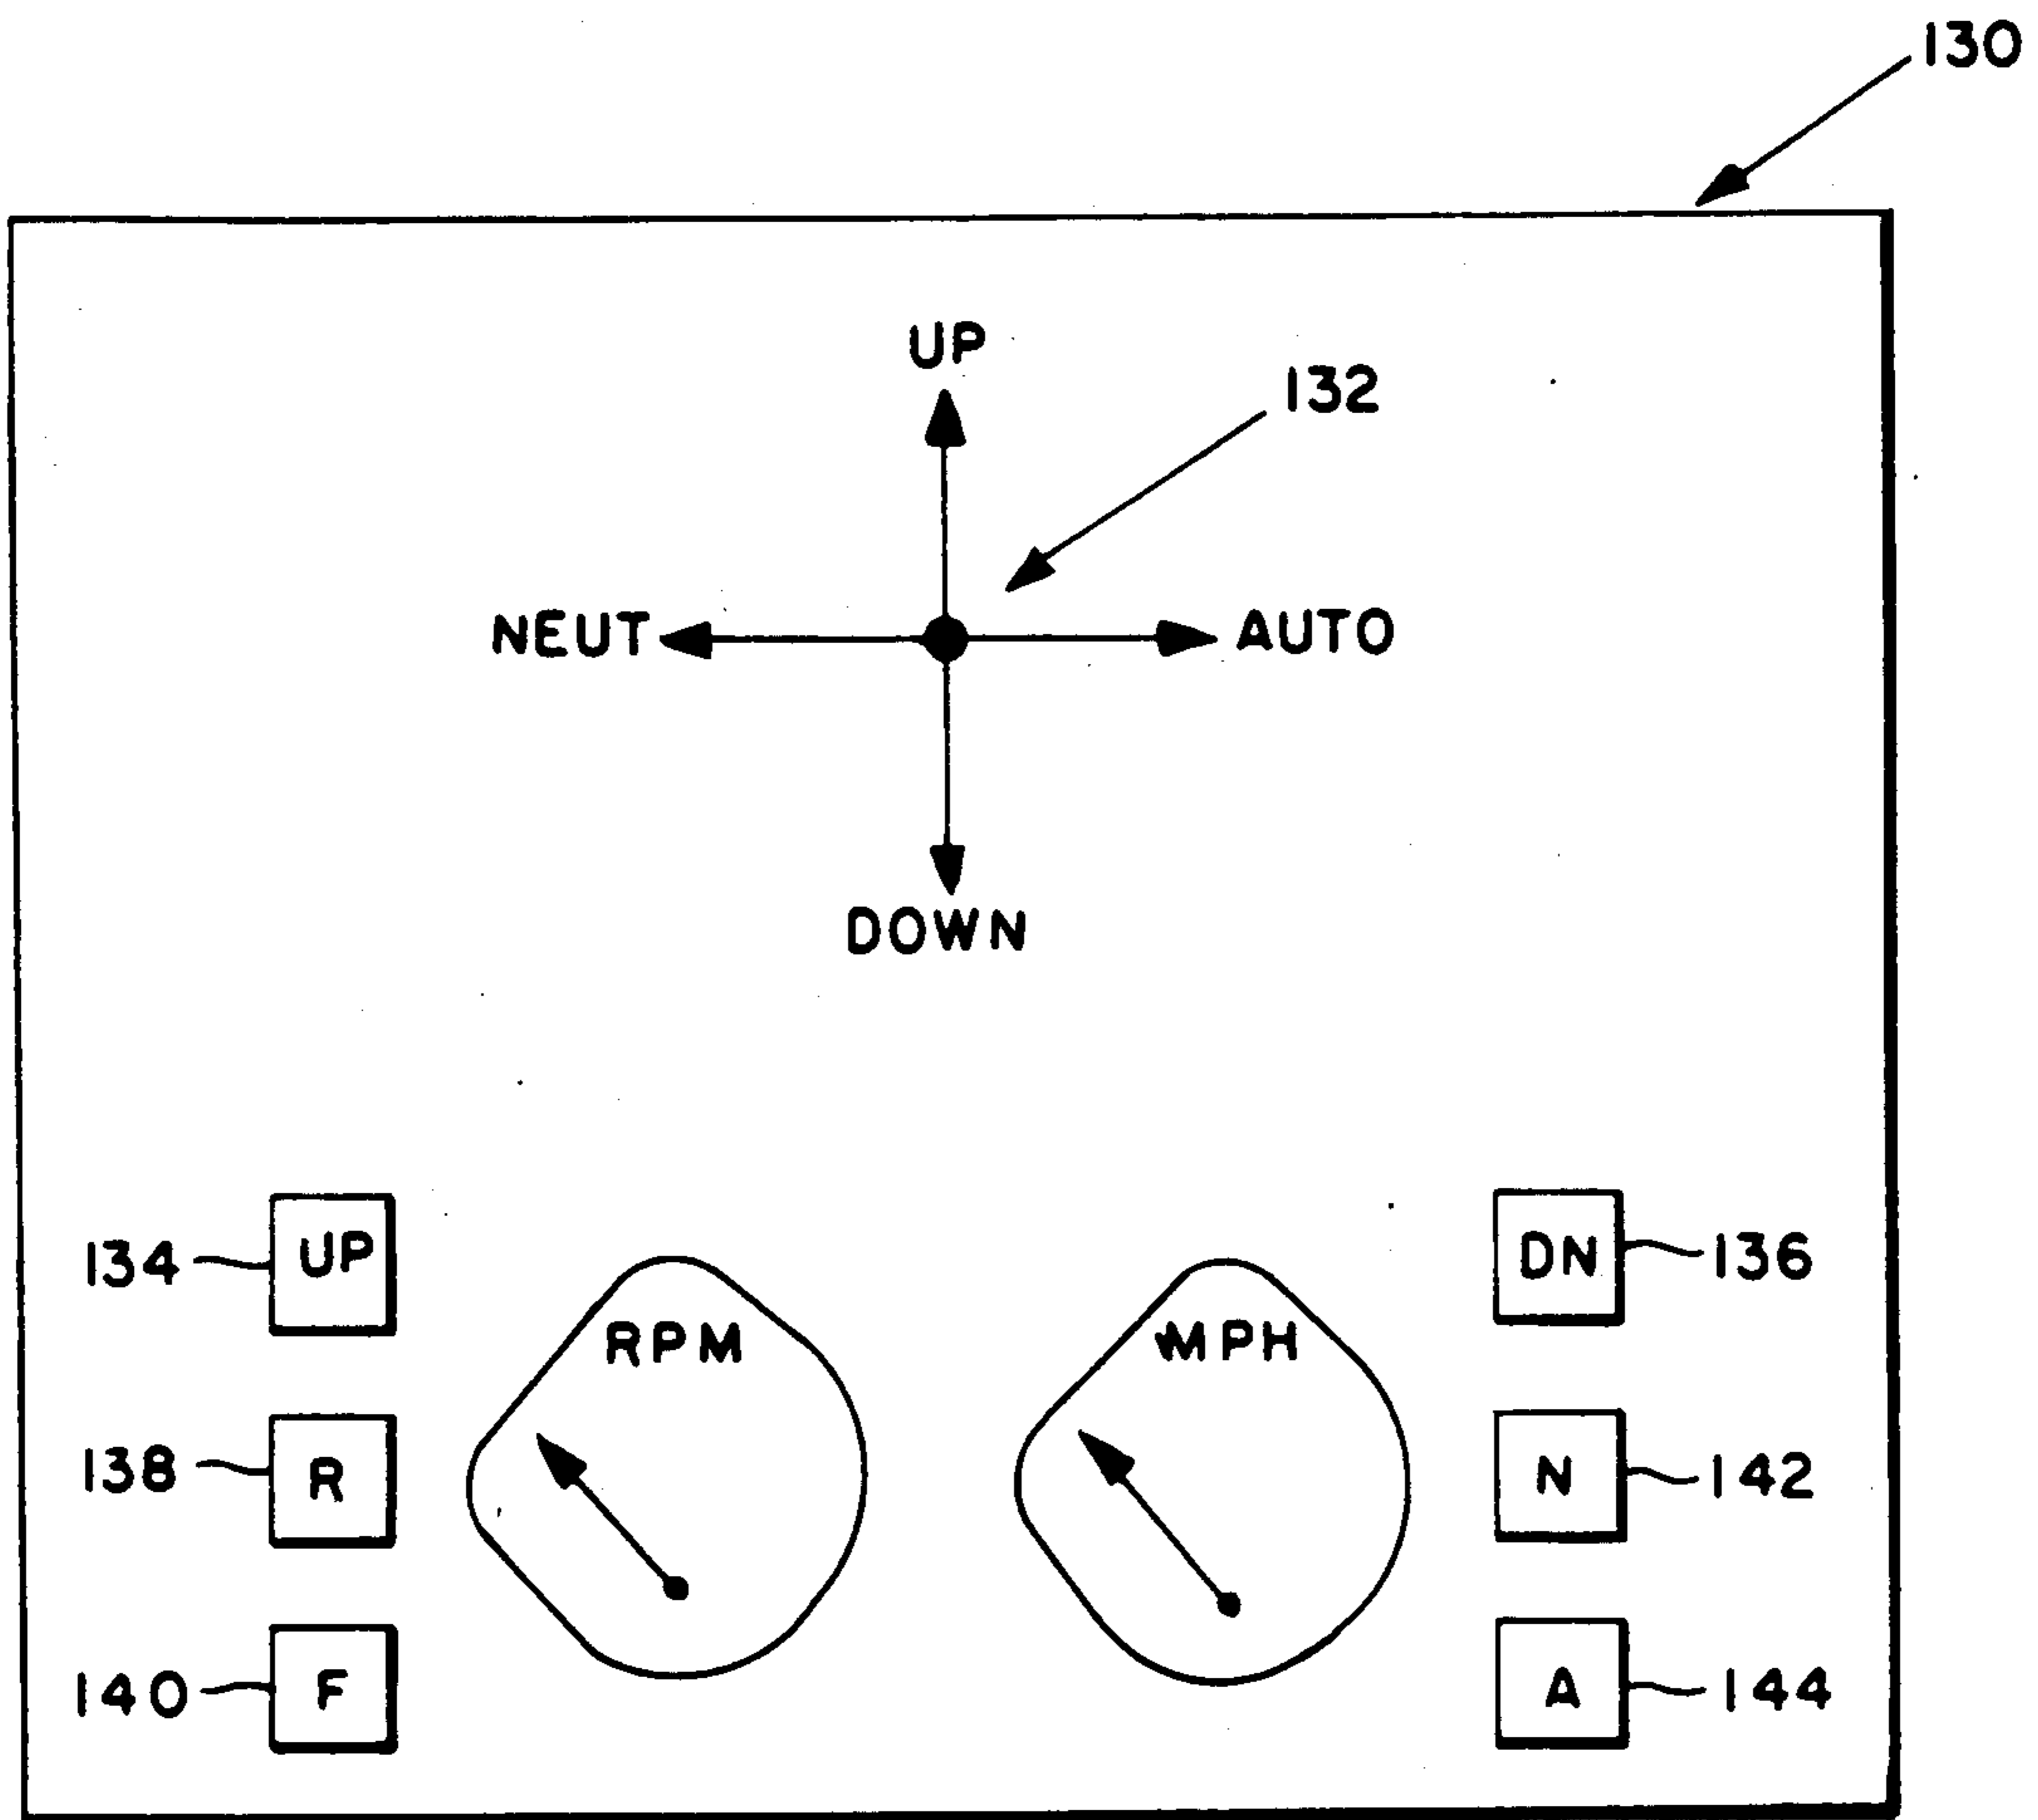 130
UP
132
NEUT AUTO
DOWN
134 UP DN 136
RPM MPH
138 R N 142
140 F A 144